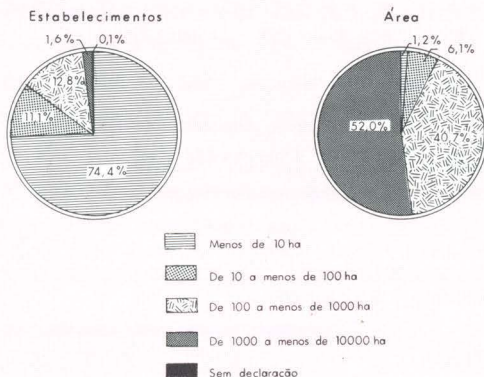 Estabelecimentos
1,6% 0,1%
12,8%
11,1%
74,4%
Área
1,2%
6,1%
52,0%
40,7%
Menos de 10 ha
De 10 a menos de 100 ha
De 100 a menos de 1000 ha
De 1000 a menos de 10000 ha
Sem declaração